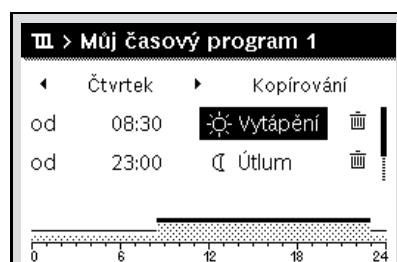 > Můj časový program 1
Čtvrtek Kopírování
od 08:30 Vytápění
od 23:00 Útlum
0 6 12 18 24